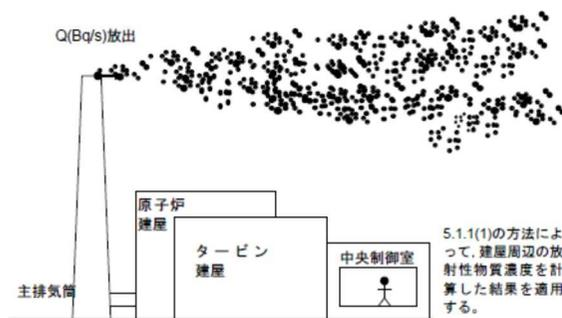 Q(Bq/s)放出
原子炉
建屋
タービン
建屋
中央制御室
主排気筒
5.1.1(1)の方法によ
って,建屋周辺の放
射性物質濃度を計
算した結果を適用
する。